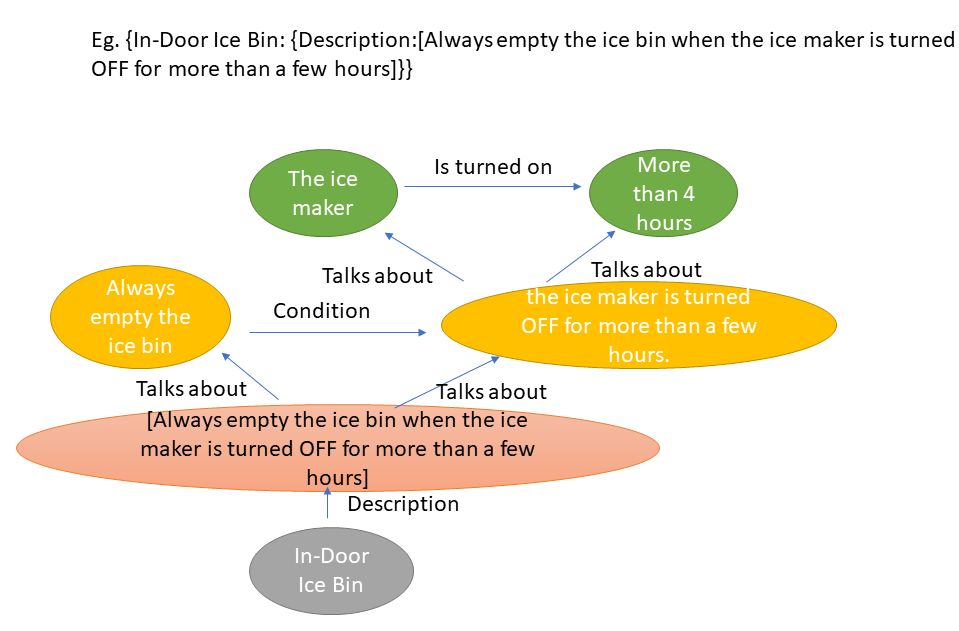 Eg. {In-Door Ice Bin: {Description:[Always empty the ice bin when the ice maker is turned
OFF for more than a few hours]}}
The ice
maker
Is turned on
More
than 4
hours
Talks about
Talks about
Always
empty the
ice bin
Condition
the ice maker is turned
OFF for more than a few
hours.
Talks about
Talks about
[Always empty the ice bin when the ice
maker is turned OFF for more than a few
hours]
Description
In-Door
Ice Bin